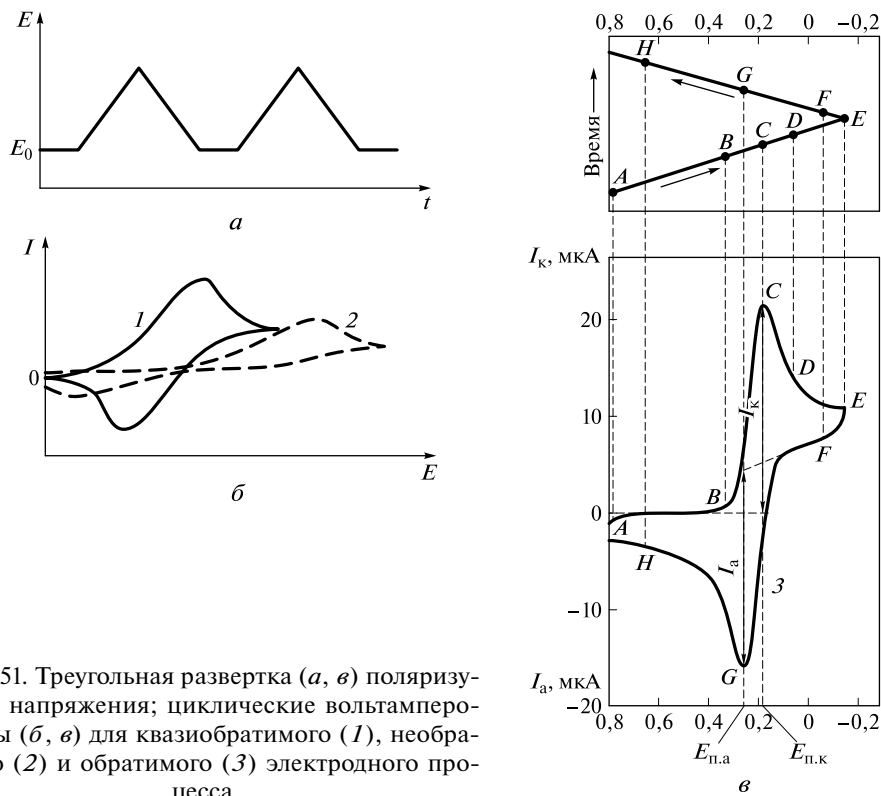 E
E₀
t
а
I
1
2
0
E
б
0,8 0,6 0,4 0,2 0 −0,2
Время
H
G
F
E
D
C
B
A
Iк, мкА
C
20
D
Iк
E
10
F
B
0
A
H
Iа
3
−10
G
Iа, мкА
−20
0,8 0,6 0,4 0,2 0 −0,2
Eп.а Eп.к
в
51. Треугольная развертка (а, в) поляризу-
напряжения; циклические вольтамперо-
ы (б, в) для квазиобратимого (1), необра-
о (2) и обратимого (3) электродного про-
цесса